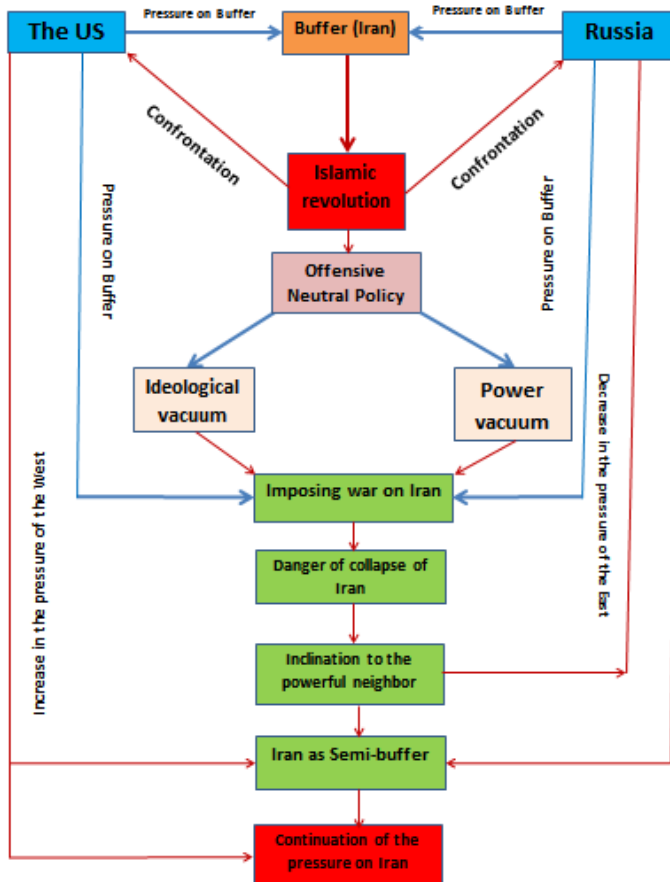 Pressure on Buffer
Pressure on Buffer
The US
Buffer (Iran)
Russia
Confrontation
Confrontation
Islamic
revolution
Pressure on Buffer
Pressure on Buffer
Offensive
Neutral Policy
Ideological
vacuum
Power
vacuum
Increase in the pressure of the West
Decrease in the pressure of the East
Imposing war on Iran
Danger of collapse of
Iran
Inclination to the
powerful neighbor
Iran as Semi-buffer
Continuation of the
pressure on Iran